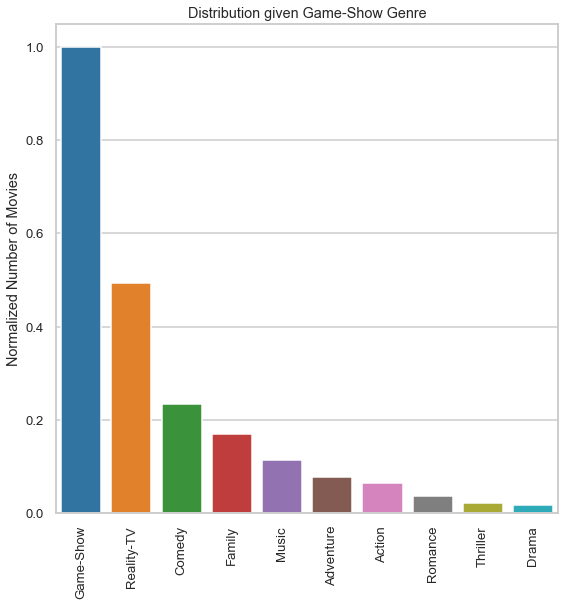 Distribution given Game-Show Genre
Normalized Number of Movies
1.0
0.8
0.6
0.4
0.2
0.0
Game-Show
Reality-TV
Comedy
Family
Music
Adventure
Action
Romance
Thriller
Drama